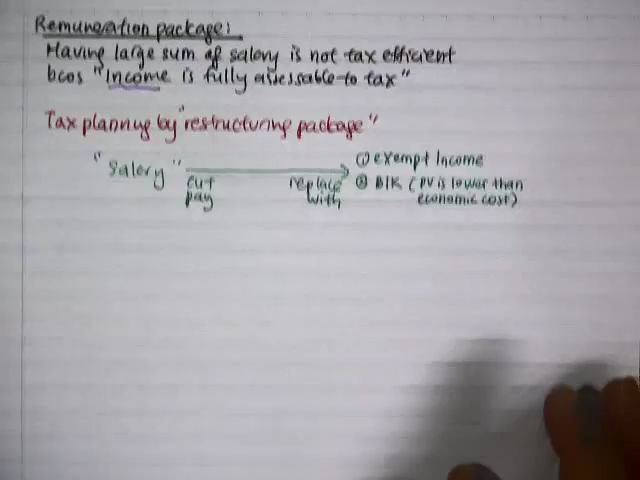 Remuneration package:
Having large sum of salary is not tax efficient
bcos "Income is fully assessable to tax"
Tax planning by "restructuring package"
"Salary" cut pay replace with
① exempt Income
② BIK (PV is lower than
economic cost)